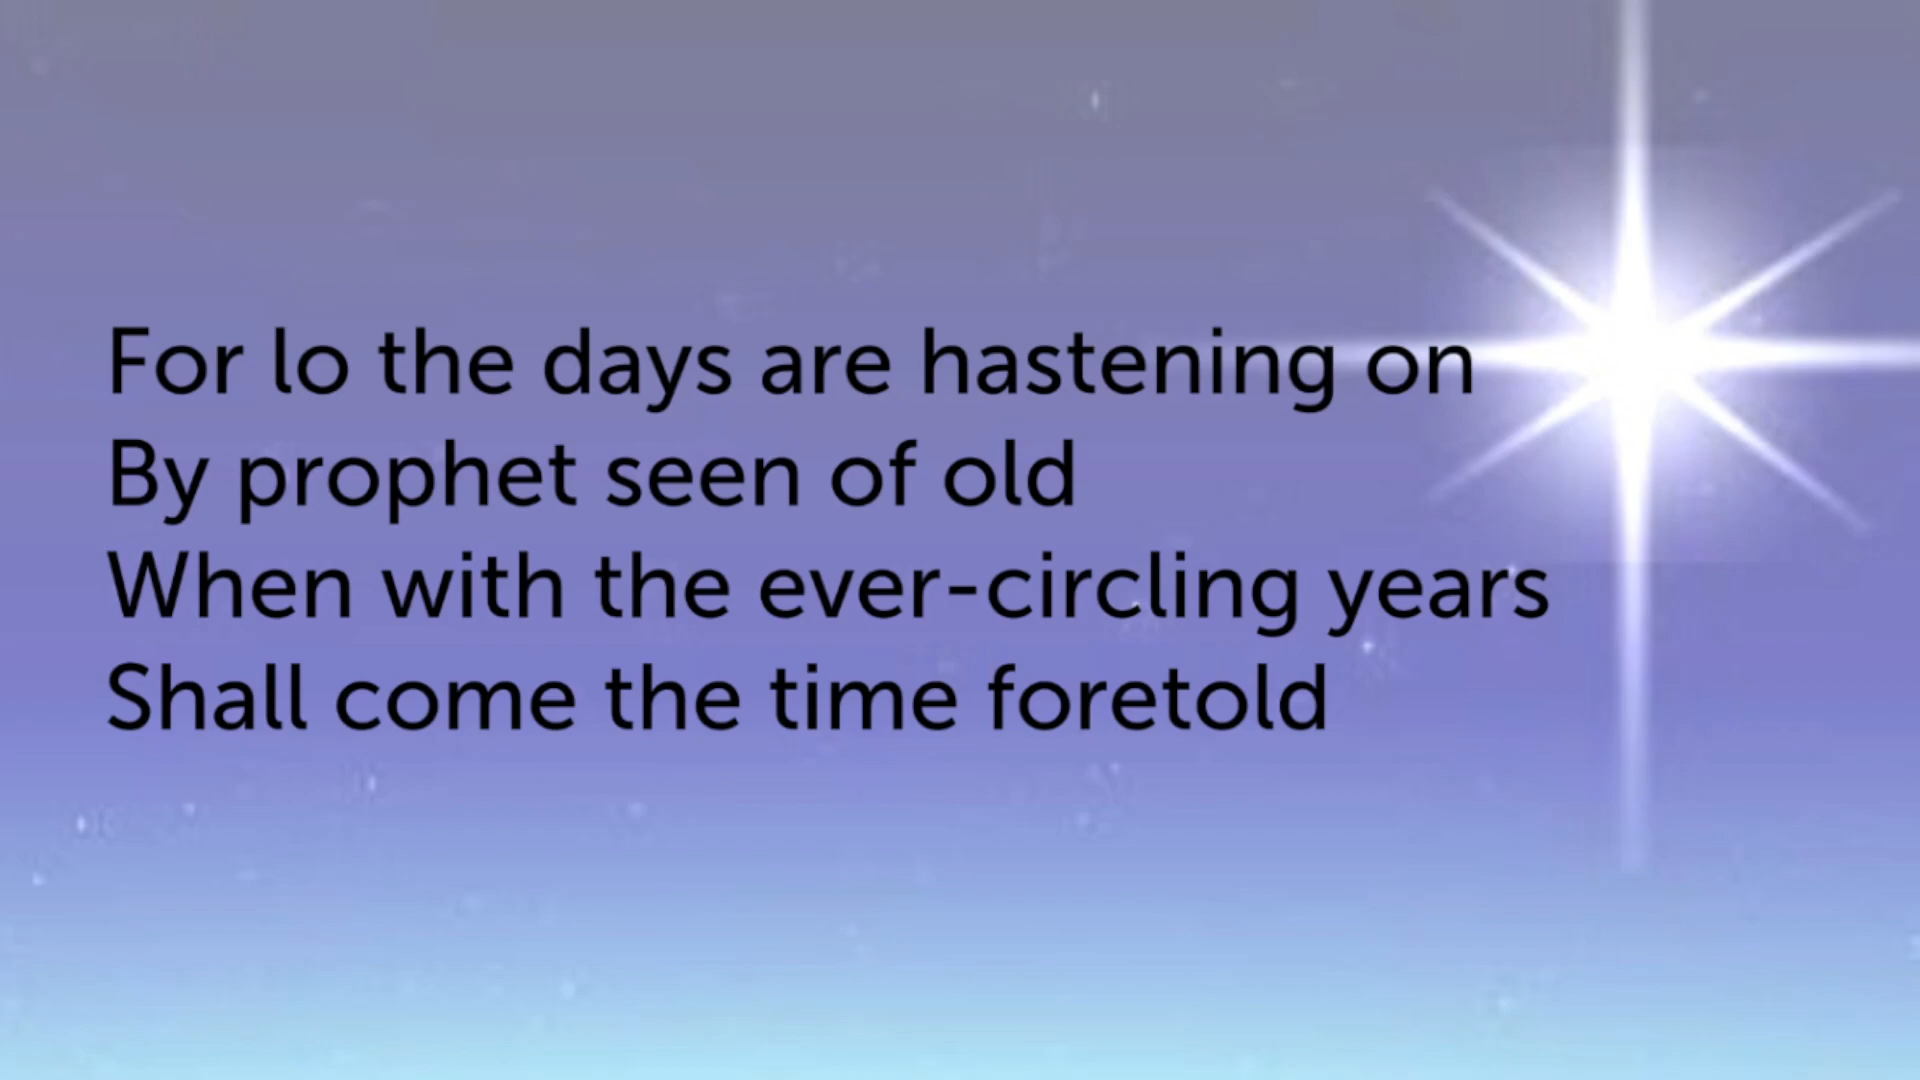 For lo the days are hastening on
By prophet seen of old
When with the ever-circling years
Shall come the time foretold